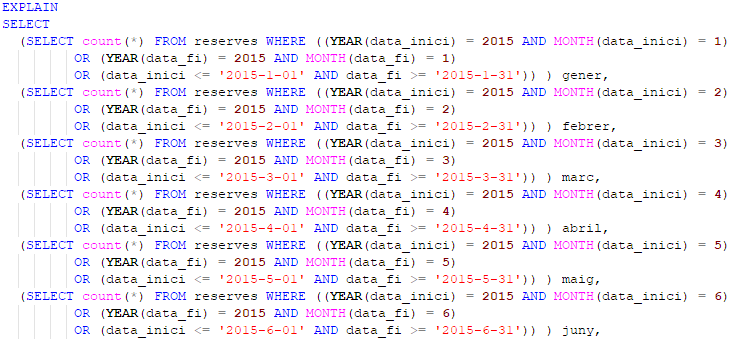 EXPLAIN
SELECT
(SELECT count(*) FROM reserves WHERE ((YEAR(data_inici) = 2015 AND MONTH(data_inici) = 1)
OR (YEAR(data_fi) = 2015 AND MONTH(data_fi) = 1)
OR (data_inici <= '2015-1-01' AND data_fi >= '2015-1-31')) ) gener,
(SELECT count(*) FROM reserves WHERE ((YEAR(data_inici) = 2015 AND MONTH(data_inici) = 2)
OR (YEAR(data_fi) = 2015 AND MONTH(data_fi) = 2)
OR (data_inici <= '2015-2-01' AND data_fi >= '2015-2-31')) ) febrer,
(SELECT count(*) FROM reserves WHERE ((YEAR(data_inici) = 2015 AND MONTH(data_inici) = 3)
OR (YEAR(data_fi) = 2015 AND MONTH(data_fi) = 3)
OR (data_inici <= '2015-3-01' AND data_fi >= '2015-3-31')) ) marc,
(SELECT count(*) FROM reserves WHERE ((YEAR(data_inici) = 2015 AND MONTH(data_inici) = 4)
OR (YEAR(data_fi) = 2015 AND MONTH(data_fi) = 4)
OR (data_inici <= '2015-4-01' AND data_fi >= '2015-4-31')) ) abril,
(SELECT count(*) FROM reserves WHERE ((YEAR(data_inici) = 2015 AND MONTH(data_inici) = 5)
OR (YEAR(data_fi) = 2015 AND MONTH(data_fi) = 5)
OR (data_inici <= '2015-5-01' AND data_fi >= '2015-5-31')) ) maig,
(SELECT count(*) FROM reserves WHERE ((YEAR(data_inici) = 2015 AND MONTH(data_inici) = 6)
OR (YEAR(data_fi) = 2015 AND MONTH(data_fi) = 6)
OR (data_inici <= '2015-6-01' AND data_fi >= '2015-6-31')) ) juny,